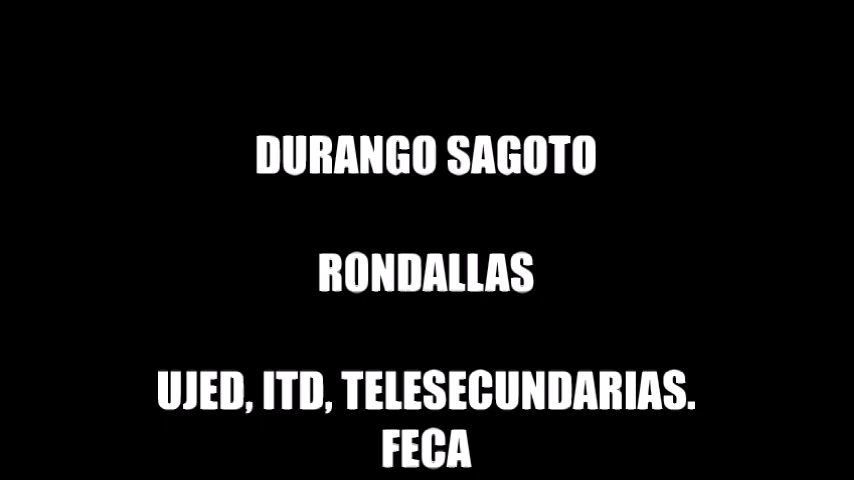 DURANGO SAGOTO
RONDALLAS
UJED, ITD, TELESECUNDARIAS.
FECA